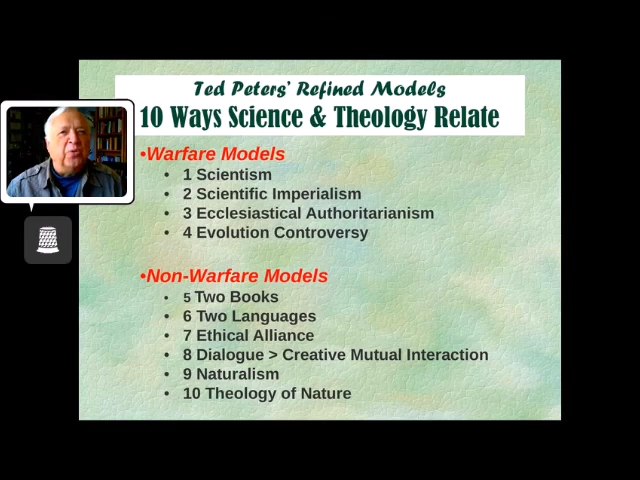 Ted Peters' Refined Models
10 Ways Science & Theology Relate
•Warfare Models
• 1 Scientism
• 2 Scientific Imperialism
• 3 Ecclesiastical Authoritarianism
• 4 Evolution Controversy
•Non-Warfare Models
• 5 Two Books
• 6 Two Languages
• 7 Ethical Alliance
• 8 Dialogue > Creative Mutual Interaction
• 9 Naturalism
• 10 Theology of Nature